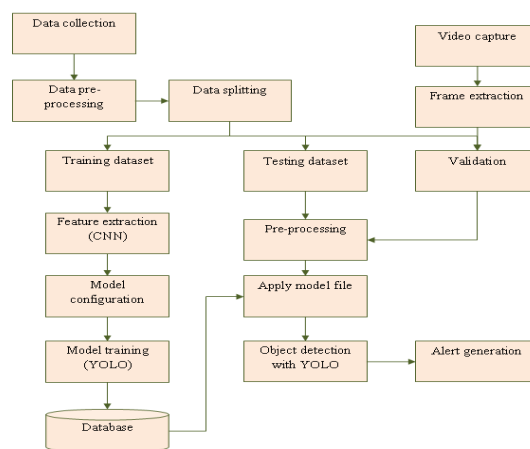 Data collection
Video capture
Data pre-
processing
Data splitting
Frame extraction
Training dataset
Testing dataset
Validation
Feature extraction
(CNN)
Pre-processing
Model
configuration
Apply model file
Model training
(YOLO)
Object detection
with YOLO
Alert generation
Database